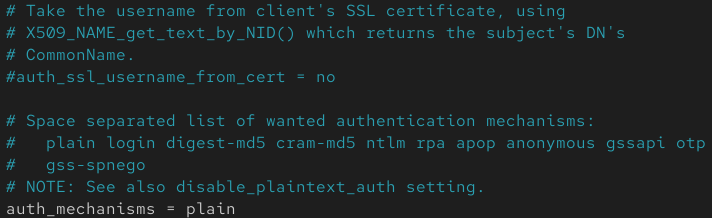 # Take the username from client's SSL certificate, using
# X509_NAME_get_text_by_NID() which returns the subject's DN's
# CommonName.
#auth_ssl_username_from_cert = no
# Space separated list of wanted authentication mechanisms:
#   plain login digest-md5 cram-md5 ntlm rpa apop anonymous gssapi otp
#   gss-spnego
# NOTE: See also disable_plaintext_auth setting.
auth_mechanisms = plain